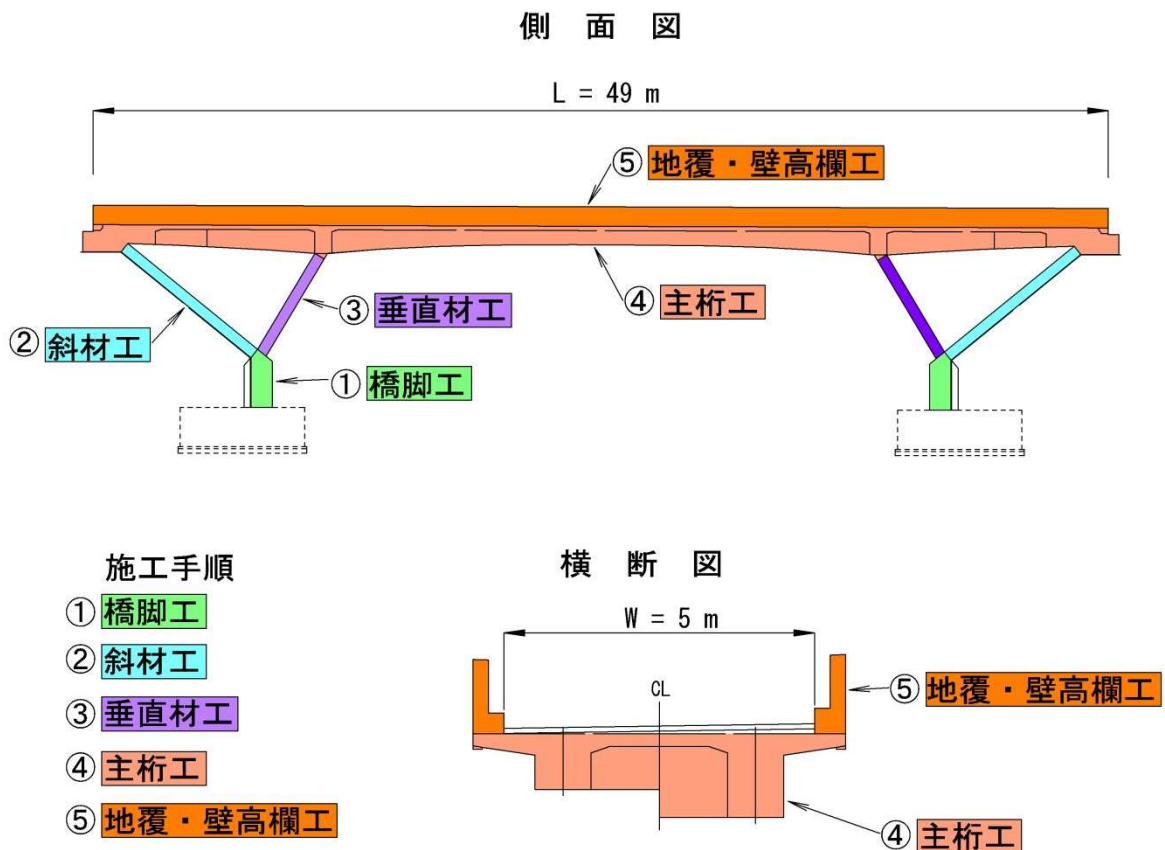 側 面 図
L = 49 m
⑤ 地覆・壁高欄工
③ 垂直材工
④ 主桁工
② 斜材工
① 橋脚工
施工手順
① 橋脚工
② 斜材工
③ 垂直材工
④ 主桁工
⑤ 地覆・壁高欄工
横 断 図
W = 5 m
CL
⑤ 地覆・壁高欄工
④ 主桁工